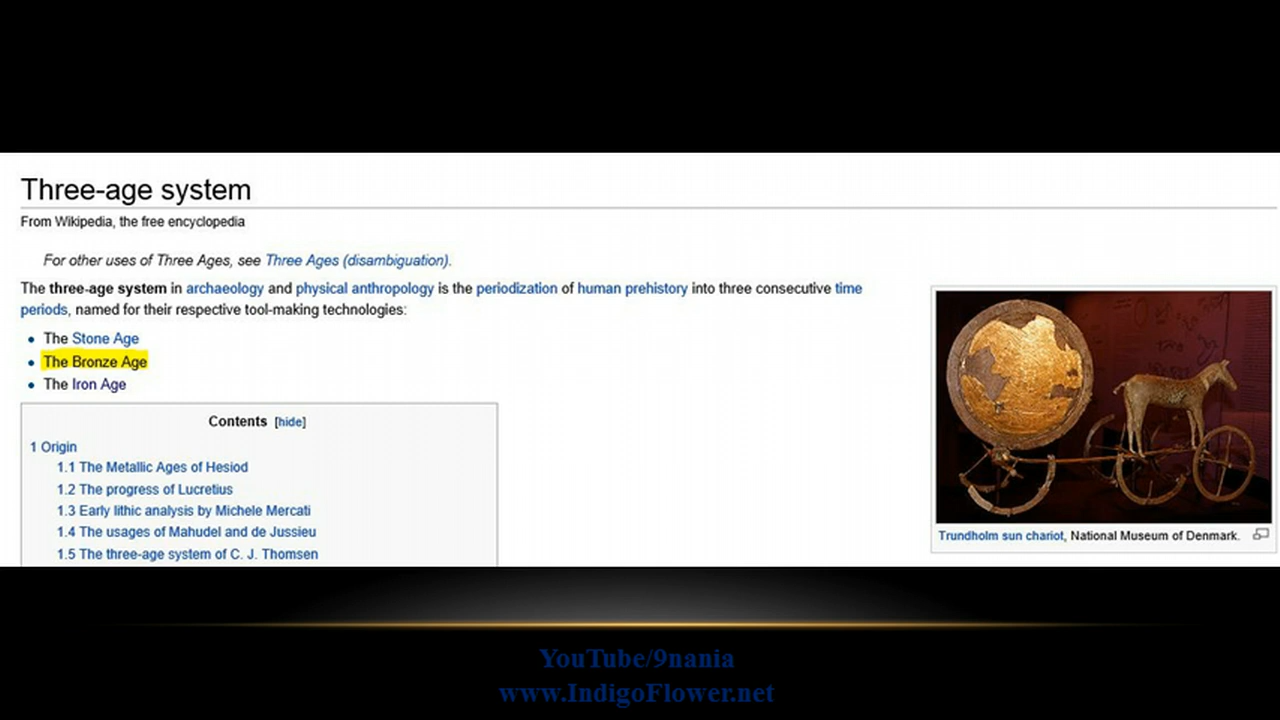 Three-age system
From Wikipedia, the free encyclopedia
For other uses of Three Ages, see Three Ages (disambiguation).
The three-age system in archaeology and physical anthropology is the periodization of human prehistory into three consecutive time
periods, named for their respective tool-making technologies:
The Stone Age
The Bronze Age
The Iron Age
Contents [hide]
1 Origin
1.1 The Metallic Ages of Hesiod
1.2 The progress of Lucretius
1.3 Early lithic analysis by Michele Mercati
1.4 The usages of Mahudel and de Jussieu
1.5 The three-age system of C. J. Thomsen
Trundholm sun chariot, National Museum of Denmark.
YouTube/9nania
www.IndigoFlower.net